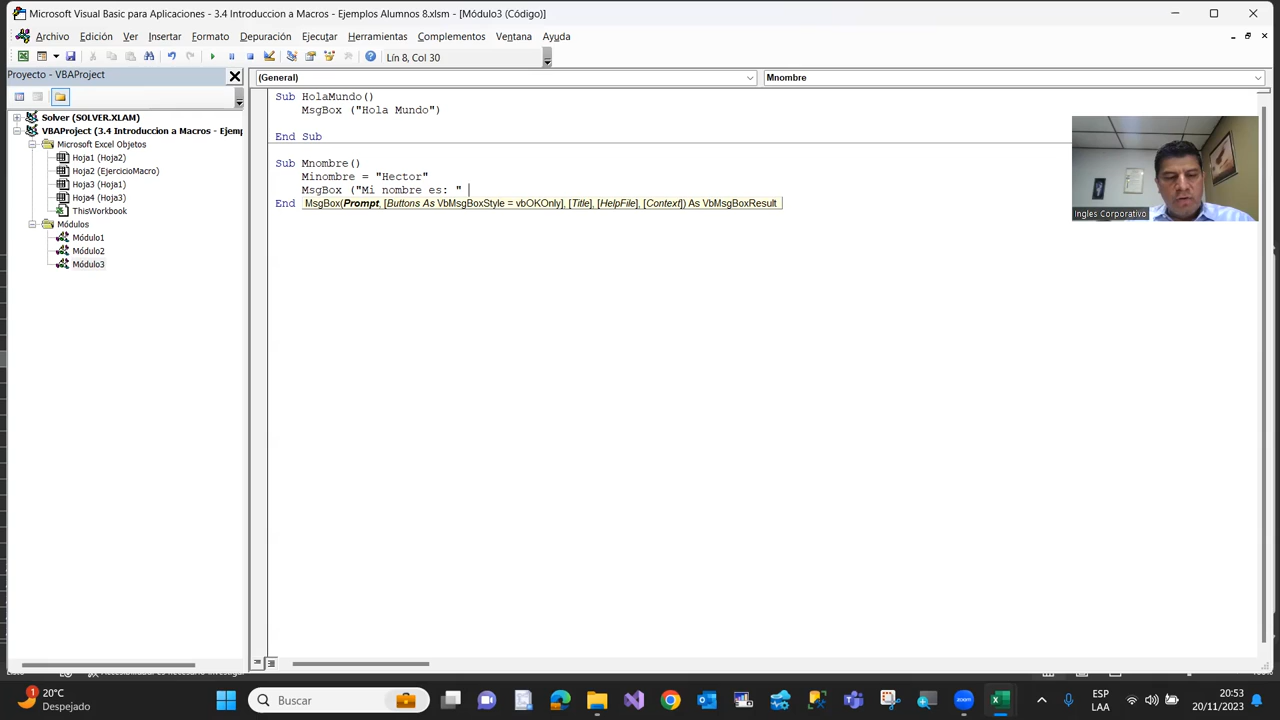 Microsoft Visual Basic para Aplicaciones - 3.4 Introduccion a Macros - Ejemplos Alumnos 8.xlsm - [Módulo3 (Código)]
Archivo Edición Ver Insertar Formato Depuración Ejecutar Herramientas Complementos Ventana Ayuda
Lín 8, Col 30
Proyecto - VBAProject
(General) Mnombre
Solver (SOLVER.XLAM)
VBAProject (3.4 Introduccion a Macros - Ejemp
Microsoft Excel Objetos
Hoja1 (Hoja2)
Hoja2 (EjercicioMacro)
Hoja3 (Hoja1)
Hoja4 (Hoja3)
ThisWorkbook
Módulos
Módulo1
Módulo2
Módulo3
Sub HolaMundo()
MsgBox ("Hola Mundo")
End Sub
Sub Mnombre()
Minombre = "Hector"
MsgBox ("Mi nombre es: "
End MsgBox(Prompt, [Buttons As VbMsgBoxStyle = vbOKOnly], [Title], [HelpFile], [Context]) As VbMsgBoxResult
Ingles Corporativo
20°C
Despejado
1
Buscar
zoom
ESP
LAA
20:53
20/11/2023